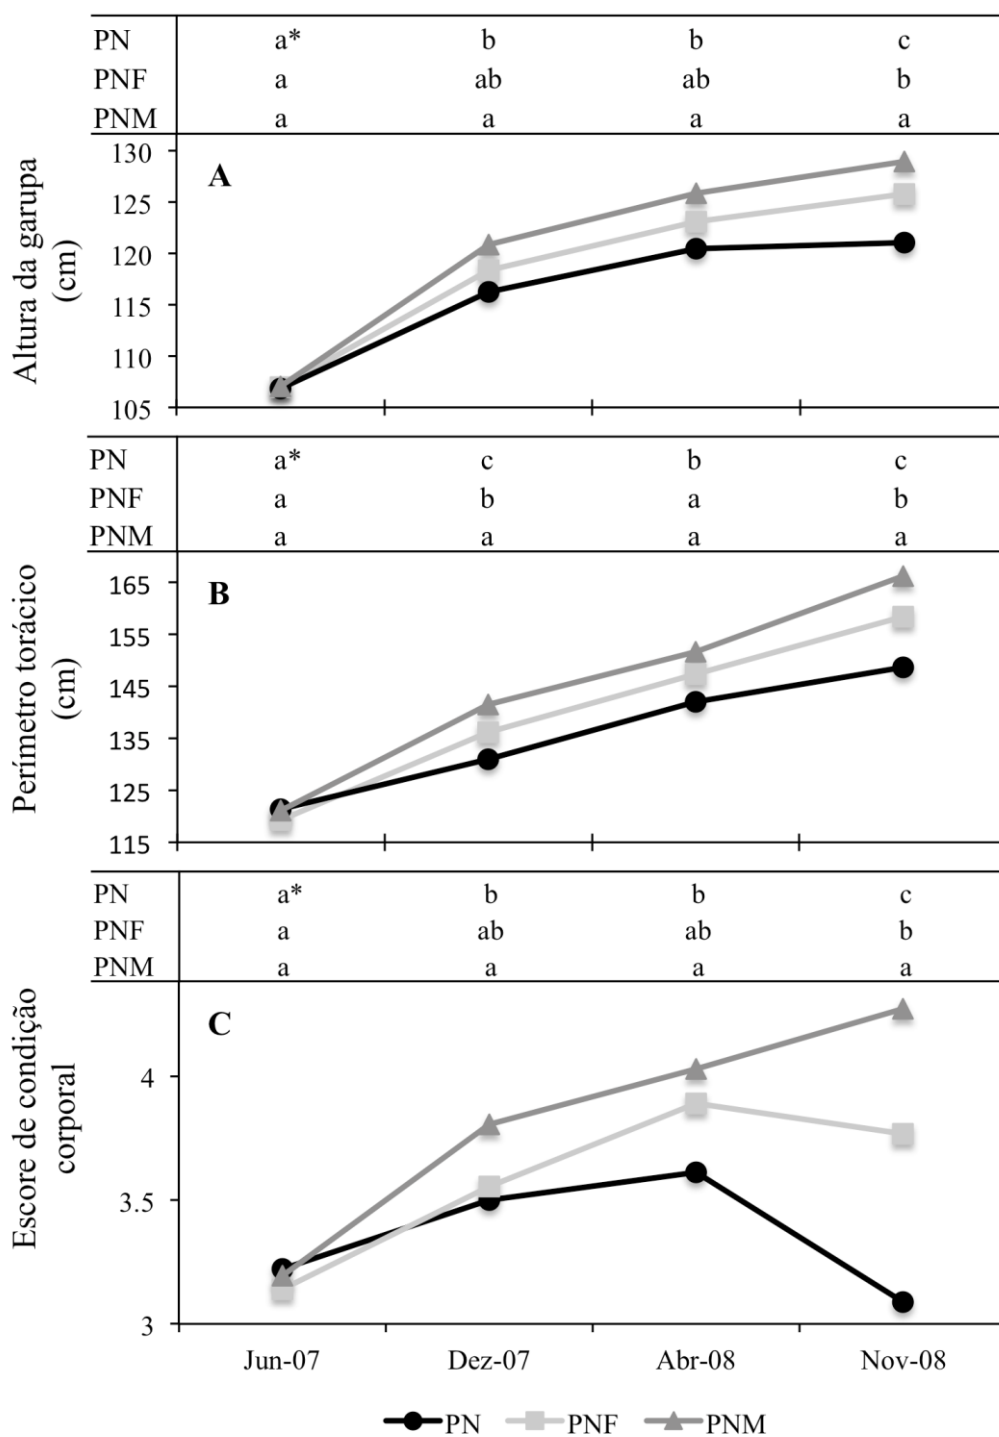 PN a* b b c
PNF a ab ab b
PNM a a a a
A
Altura da garupa
(cm)
130
125
120
115
110
105
PN a* c b c
PNF a b a b
PNM a a a a
B
Perímetro torácico
(cm)
165
155
145
135
125
115
PN a* b b c
PNF a ab ab b
PNM a a a a
C
Escore de condição
corporal
4
3.5
3
Jun-07 Dez-07 Abr-08 Nov-08
PN PNF PNM